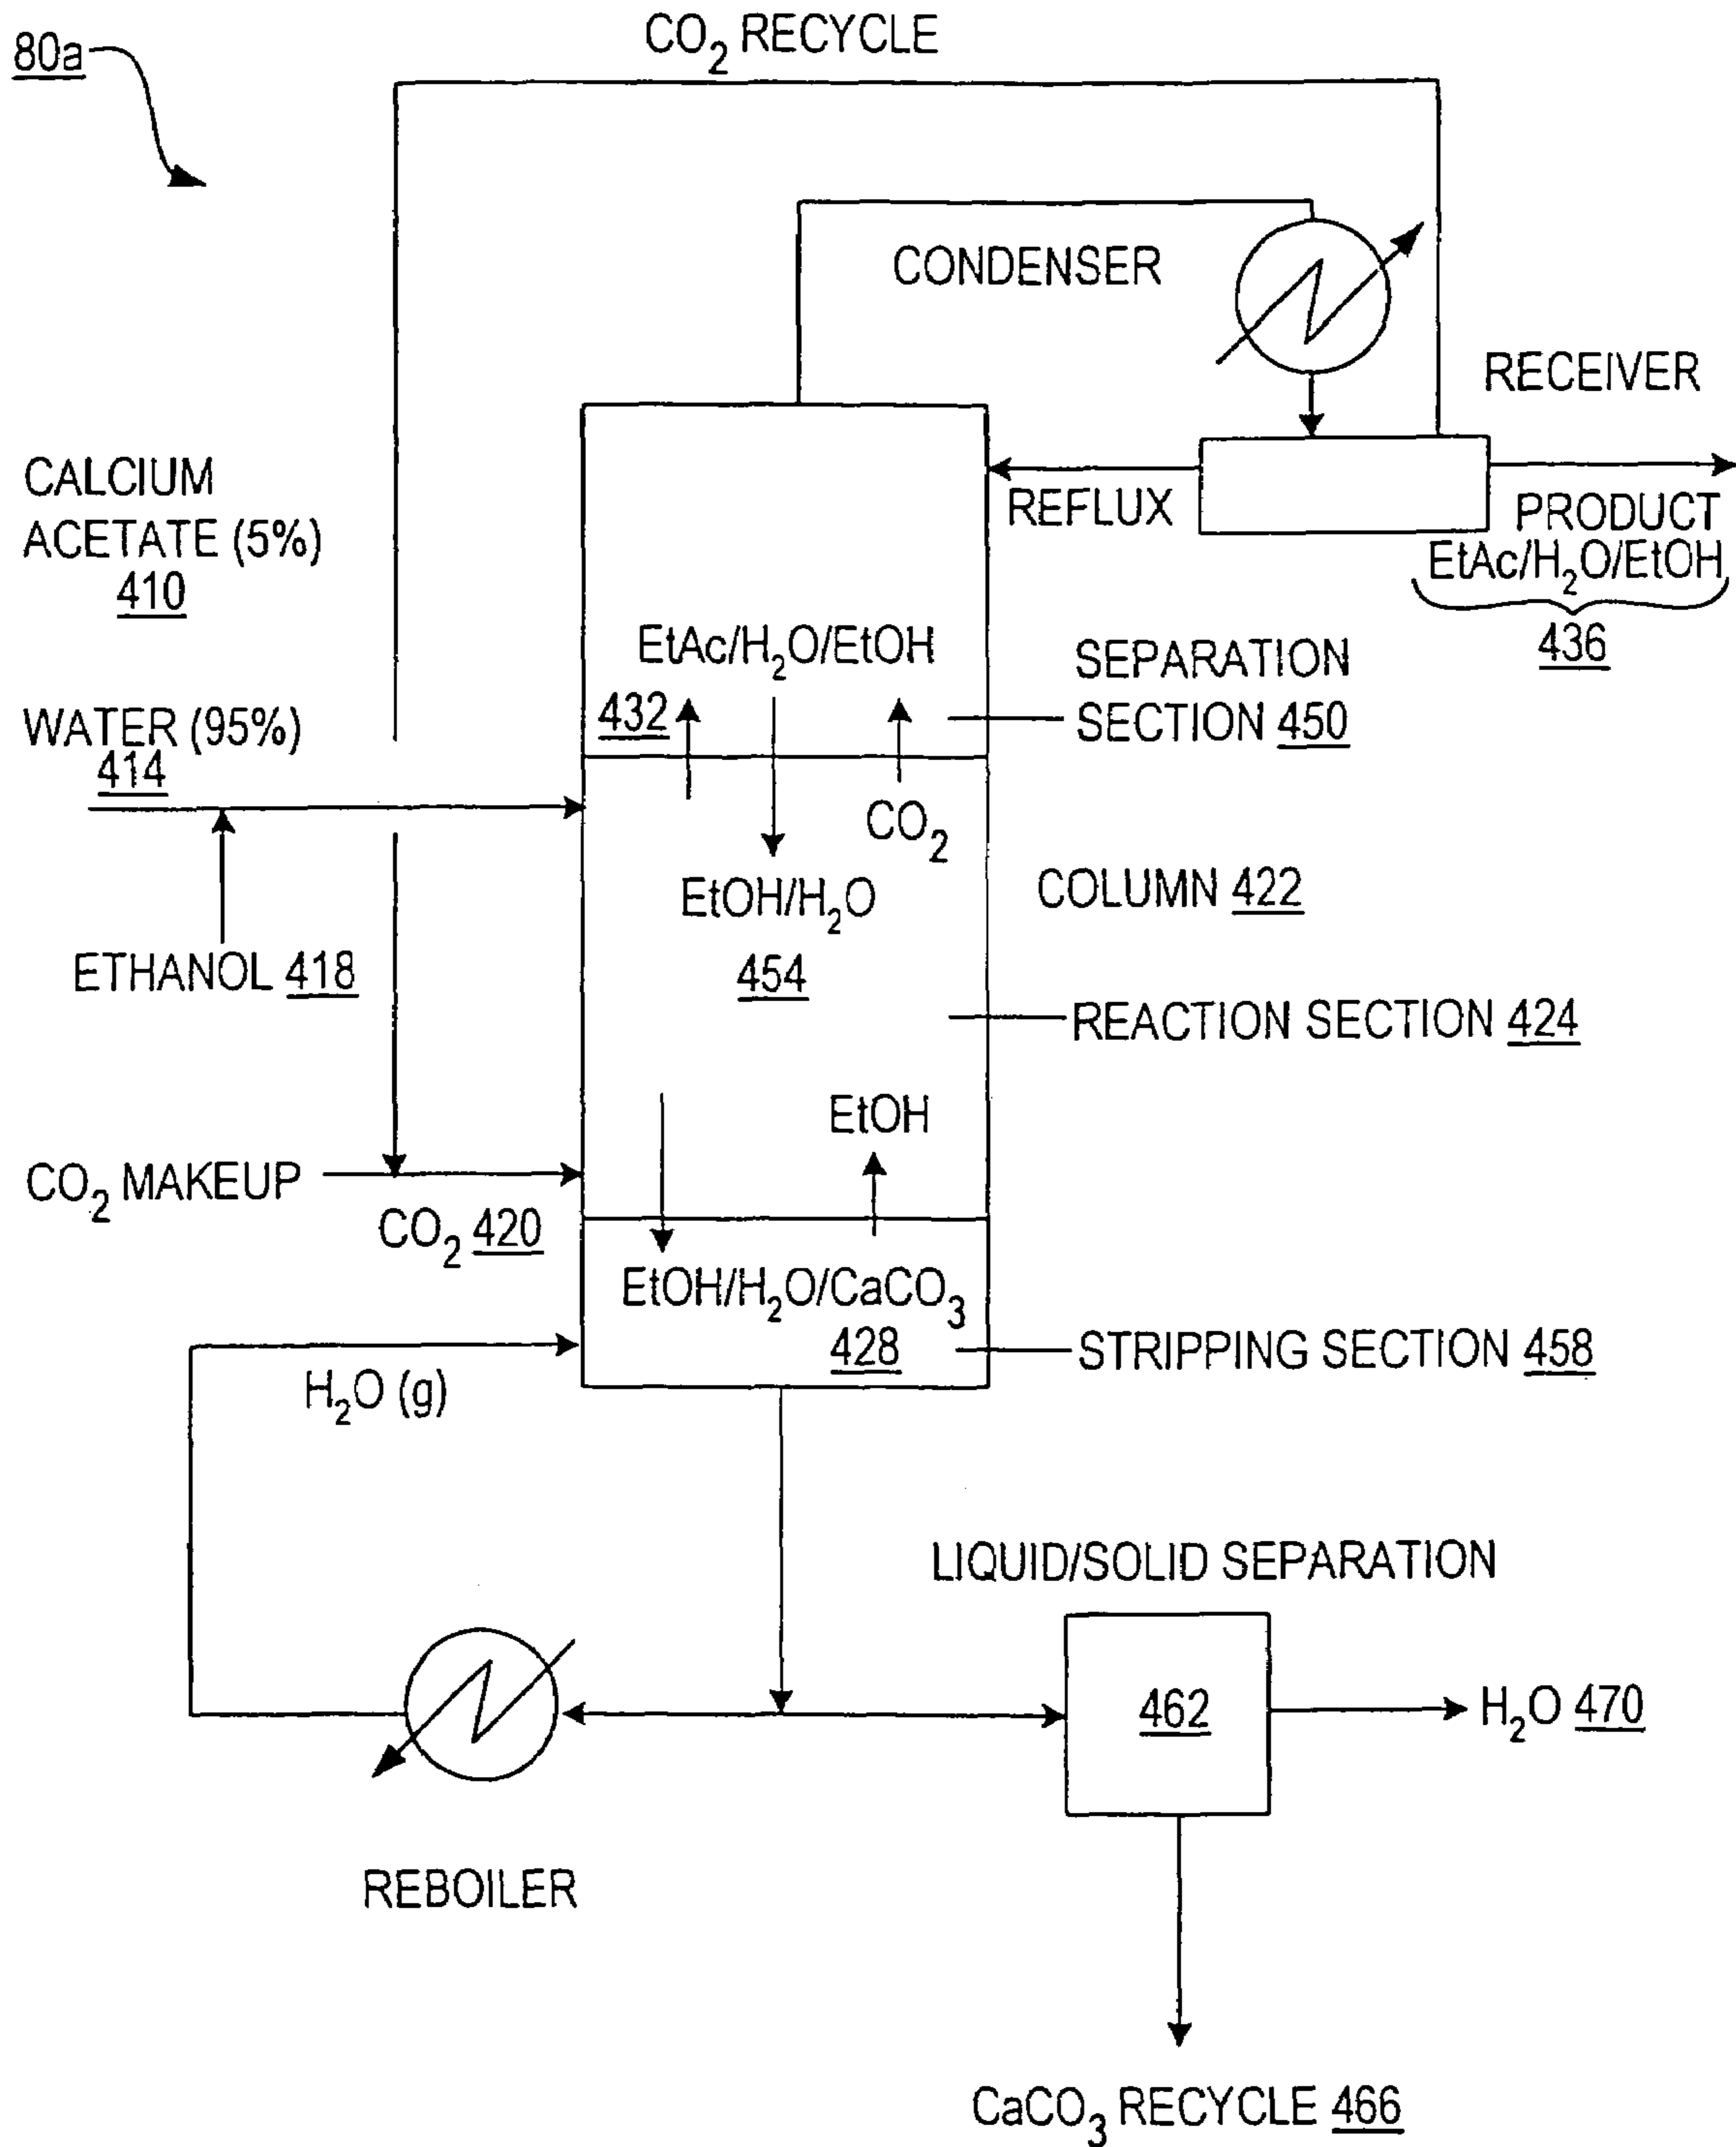 80a
CO₂ RECYCLE
CONDENSER
RECEIVER
CALCIUM
ACETATE (5%)
410
REFLUX
PRODUCT
EtAc/H₂O/EtOH
436
EtAc/H₂O/EtOH
432
SEPARATION
SECTION 450
WATER (95%)
414
CO₂
EtOH/H₂O
454
COLUMN 422
ETHANOL 418
REACTION SECTION 424
EtOH
CO₂ MAKEUP
CO₂ 420
EtOH/H₂O/CaCO₃
428
STRIPPING SECTION 458
H₂O (g)
LIQUID/SOLID SEPARATION
462
H₂O 470
REBOILER
CaCO₃ RECYCLE 466